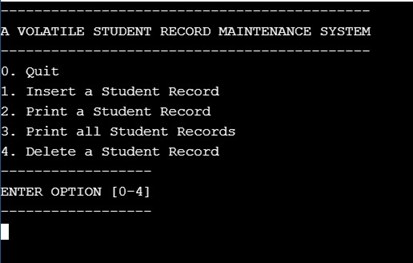 -------------------------------------------
A VOLATILE STUDENT RECORD MAINTENANCE SYSTEM
-------------------------------------------
0. Quit
1. Insert a Student Record
2. Print a Student Record
3. Print all Student Records
4. Delete a Student Record
------------------
ENTER OPTION [0-4]
------------------